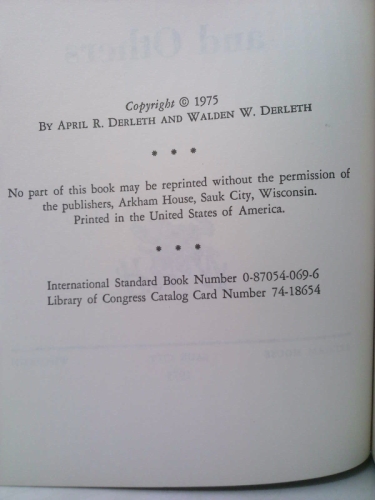 and Others
Copyright © 1975
BY APRIL R. DERLETH AND WALDEN W. DERLETH
* * *
No part of this book may be reprinted without the permission of
the publishers, Arkham House, Sauk City, Wisconsin.
Printed in the United States of America.
* * *
International Standard Book Number 0-87054-069-6
Library of Congress Catalog Card Number 74-18654